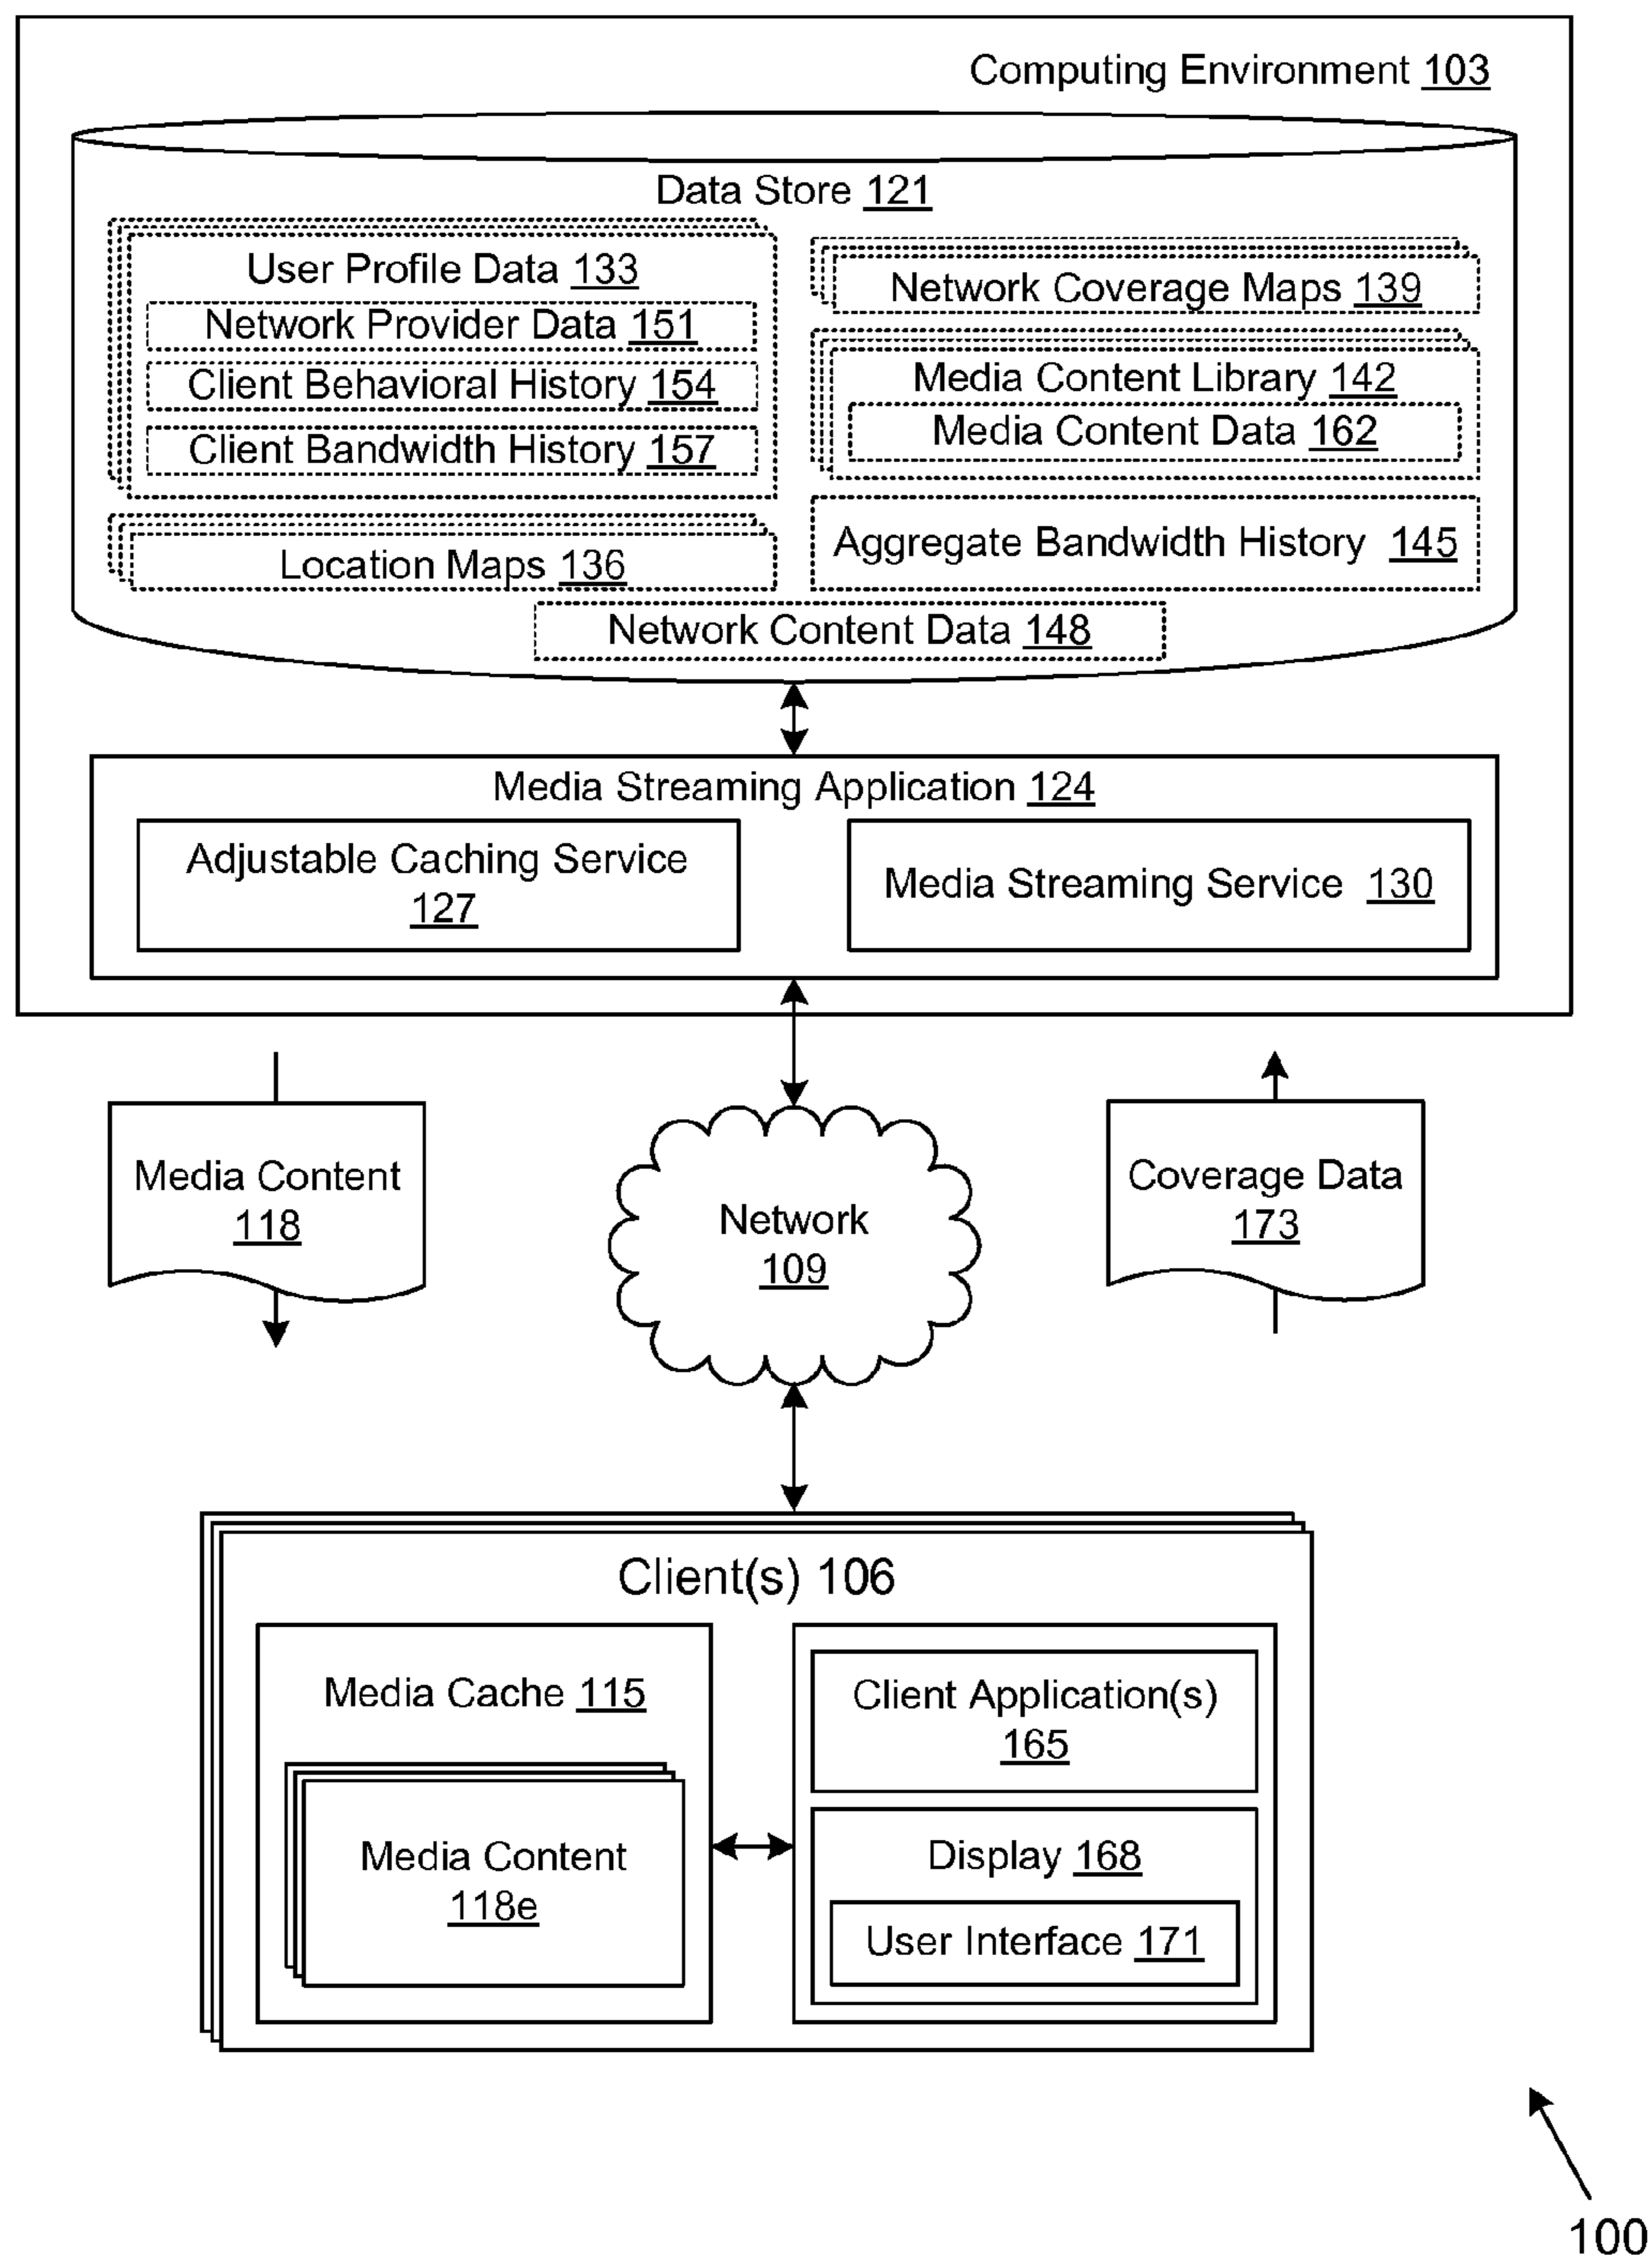 Computing Environment 103
Data Store 121
User Profile Data 133
Network Provider Data 151
Client Behavioral History 154
Client Bandwidth History 157
Location Maps 136
Network Coverage Maps 139
Media Content Library 142
Media Content Data 162
Aggregate Bandwidth History 145
Network Content Data 148
Media Streaming Application 124
Adjustable Caching Service
127
Media Streaming Service 130
Media Content
118
Network
109
Coverage Data
173
Client(s) 106
Media Cache 115
Media Content
118e
Client Application(s)
165
Display 168
User Interface 171
100